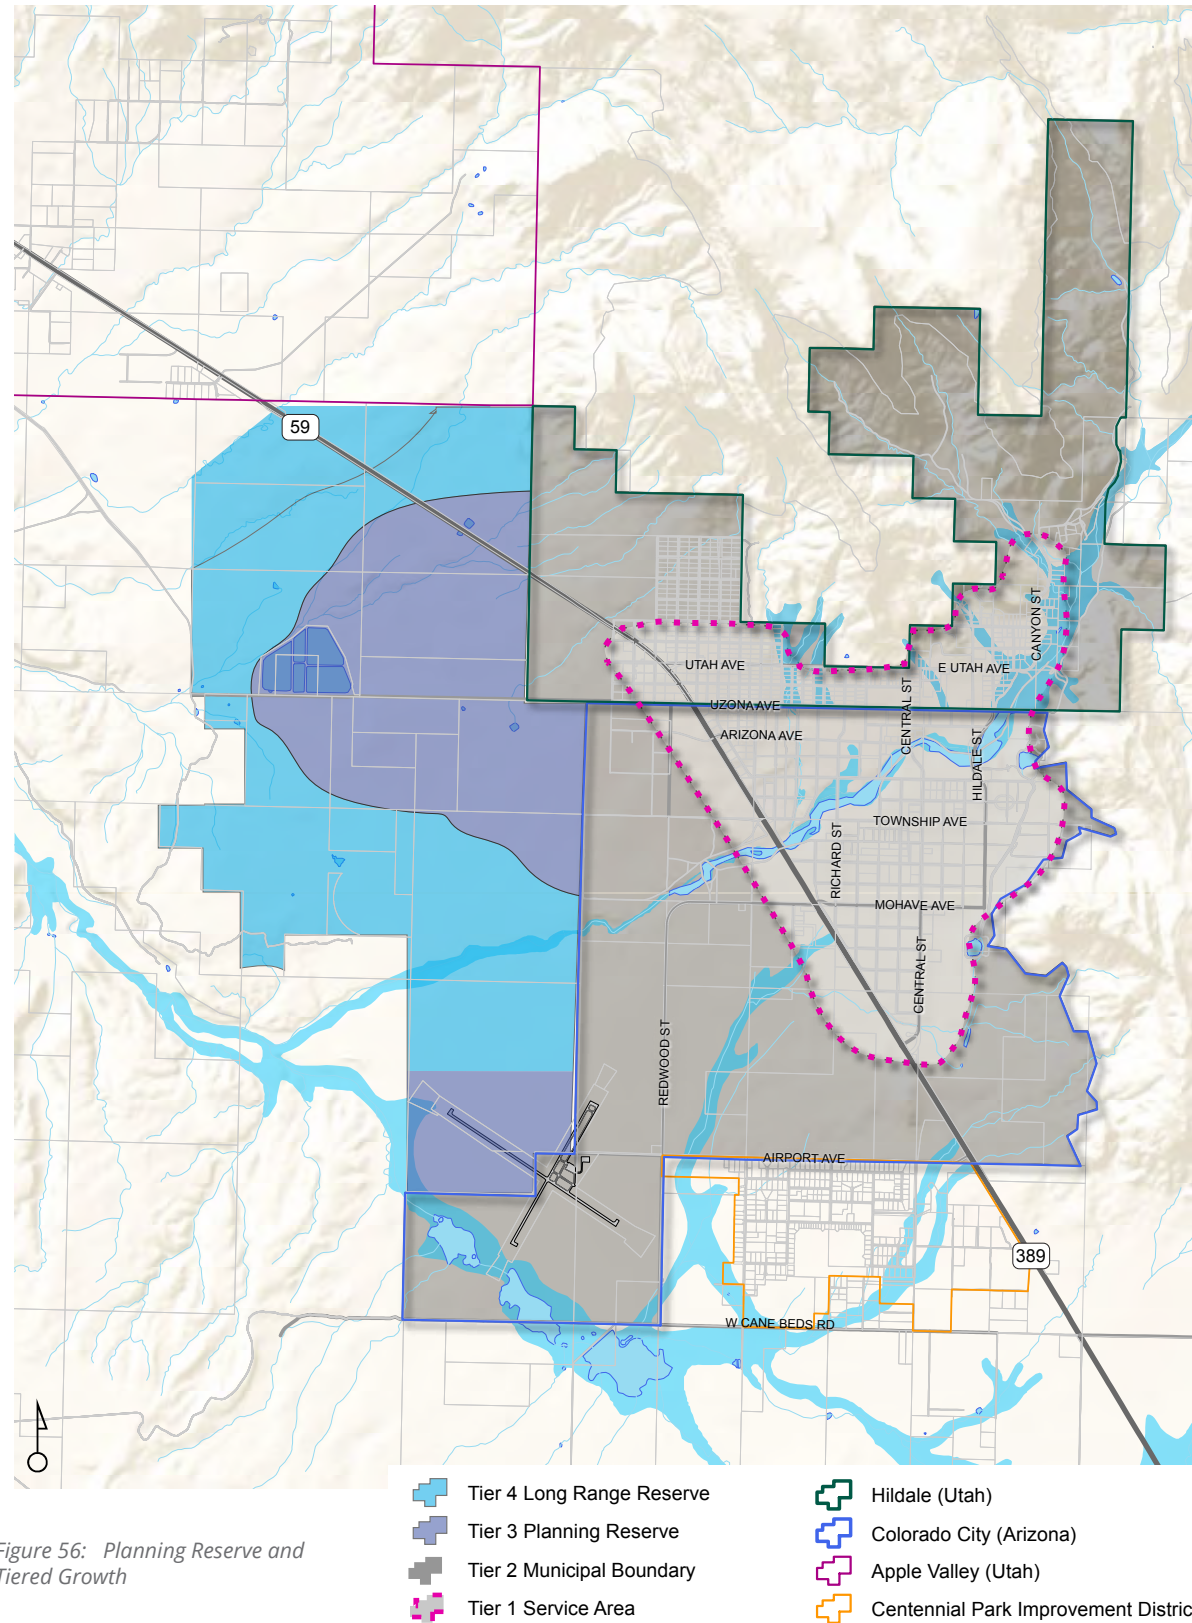 59
UTAH AVE
E UTAH AVE
CANYON ST
UZONA AVE
CENTRAL ST
ARIZONA AVE
HILDALE ST
TOWNSHIP AVE
RICHARD ST
MOHAVE AVE
CENTRAL ST
REDWOOD ST
AIRPORT AVE
389
W CANE BEDS RD
Tier 4 Long Range Reserve
Tier 3 Planning Reserve
Tier 2 Municipal Boundary
Tier 1 Service Area
Hildale (Utah)
Colorado City (Arizona)
Apple Valley (Utah)
Centennial Park Improvement Distric
Figure 56: Planning Reserve and
Tiered Growth